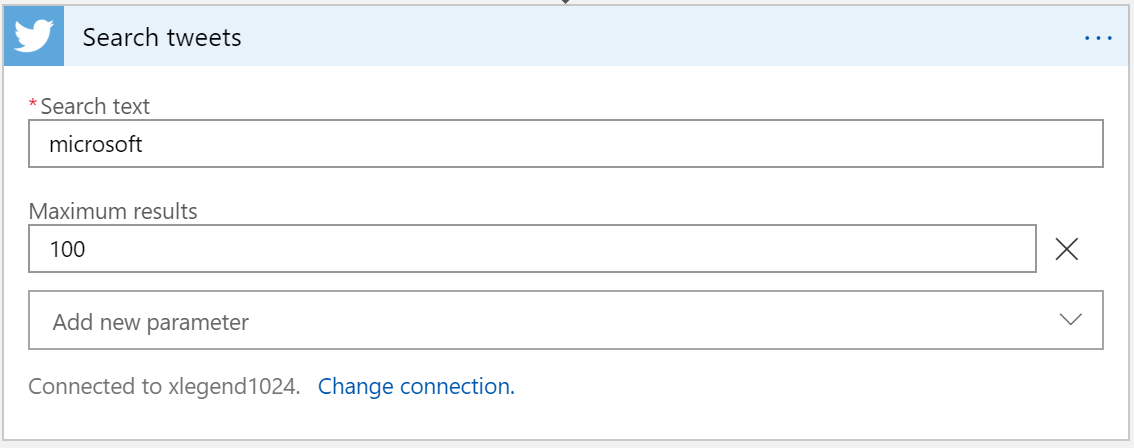 Search tweets
...
*Search text
microsoft
Maximum results
100
Add new parameter
Connected to xlegend1024. Change connection.